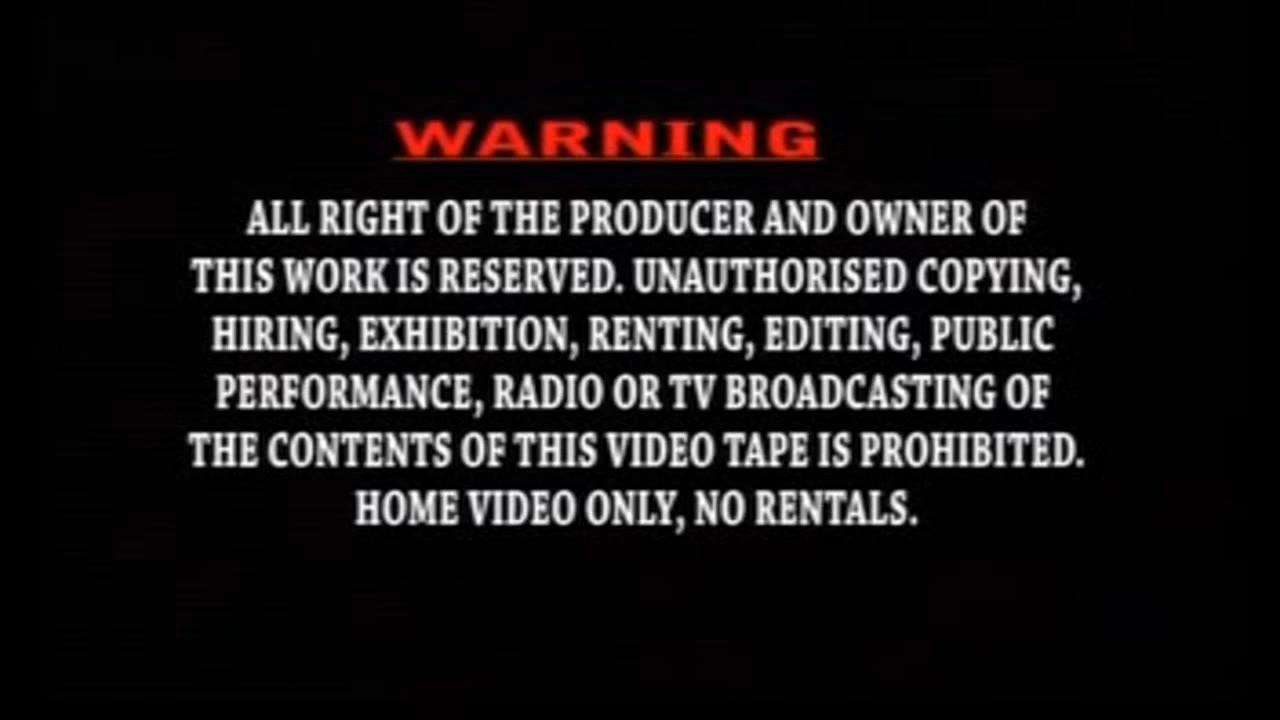 WARNING
ALL RIGHT OF THE PRODUCER AND OWNER OF
THIS WORK IS RESERVED. UNAUTHORISED COPYING,
HIRING, EXHIBITION, RENTING, EDITING, PUBLIC
PERFORMANCE, RADIO OR TV BROADCASTING OF
THE CONTENTS OF THIS VIDEO TAPE IS PROHIBITED.
HOME VIDEO ONLY, NO RENTALS.